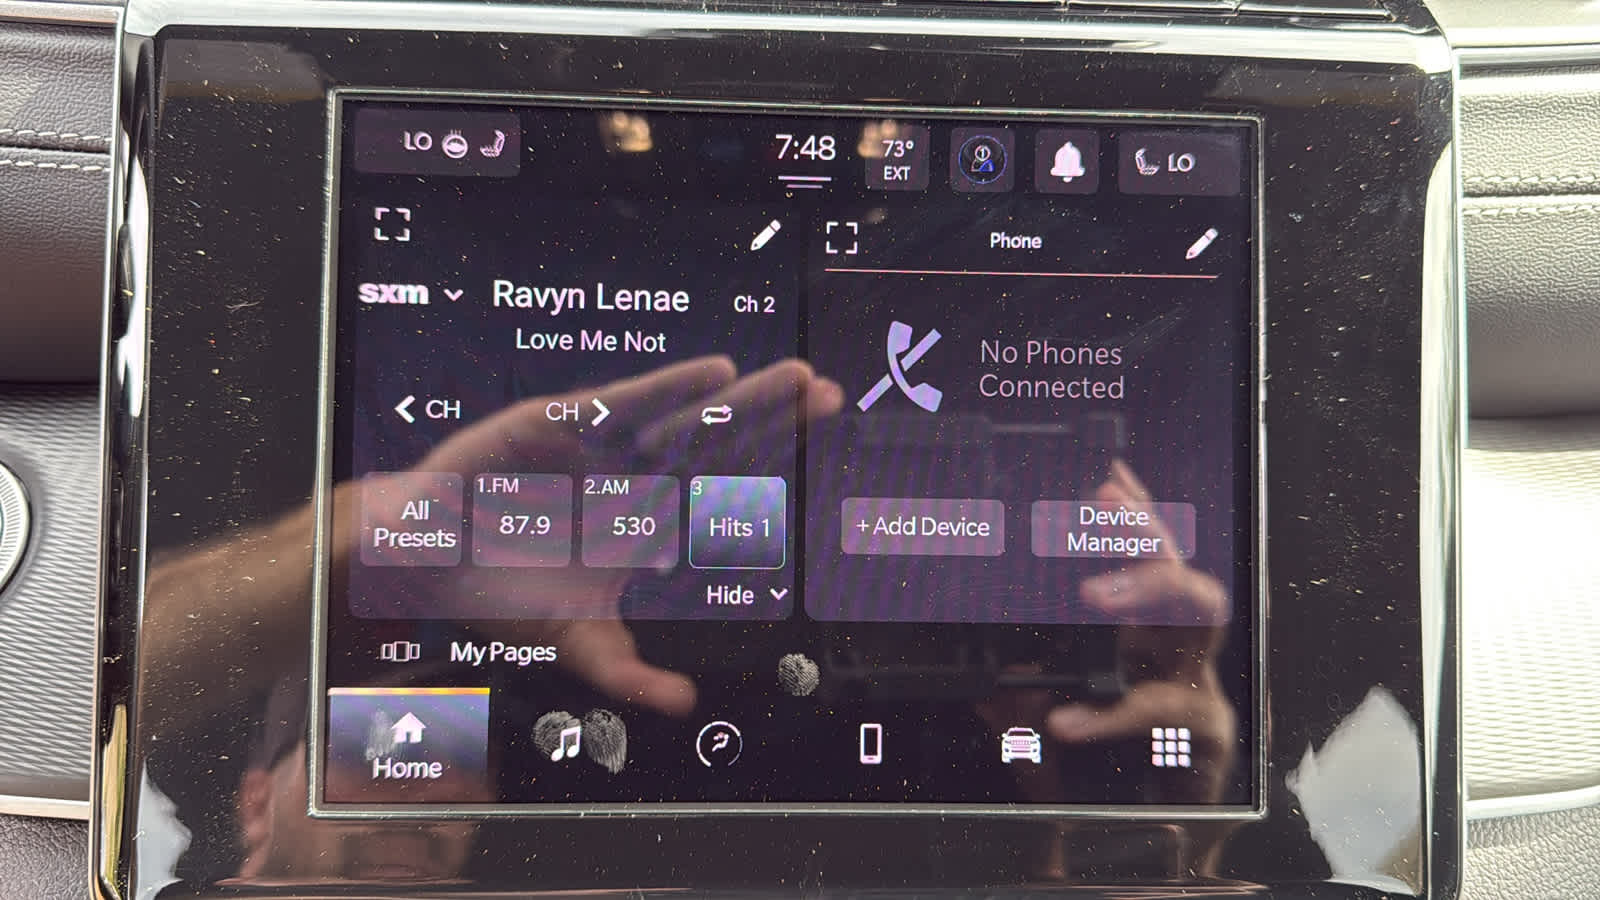 LO
7:48
73°
EXT
1
LO
sxm
Ravyn Lenae
Ch 2
Love Me Not
CH
CH
All
Presets
1.FM
87.9
2.AM
530
3
Hits 1
Hide
My Pages
Phone
No Phones
Connected
+Add Device
Device
Manager
Home